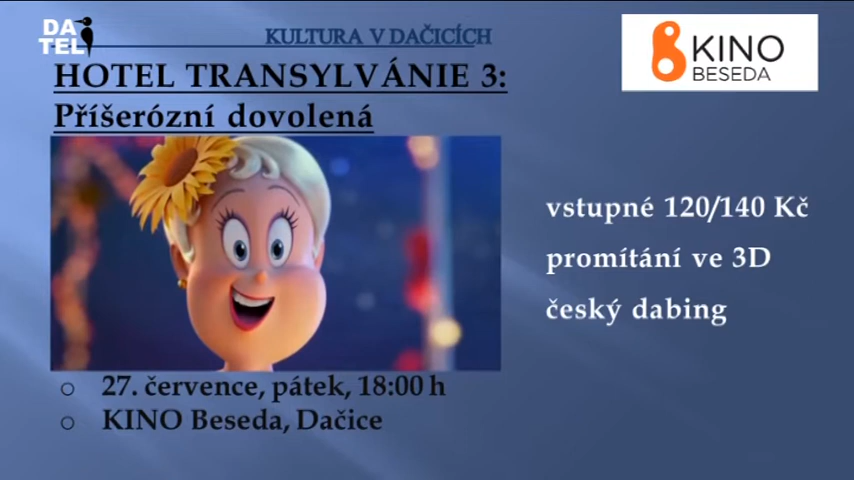 DA
TEL
KULTURA V DAČICÍCH
KINO
BESEDA
HOTEL TRANSYLVÁNIE 3:
Příšerózní dovolená
vstupné 120/140 Kč
promítání ve 3D
český dabing
o 27. července, pátek, 18:00 h
o KINO Beseda, Dačice